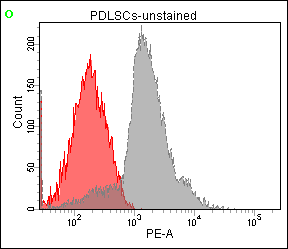 PDLSCs-unstained
Count
0 50 100 150 200
10² 10³ 10⁴ 10⁵
PE-A